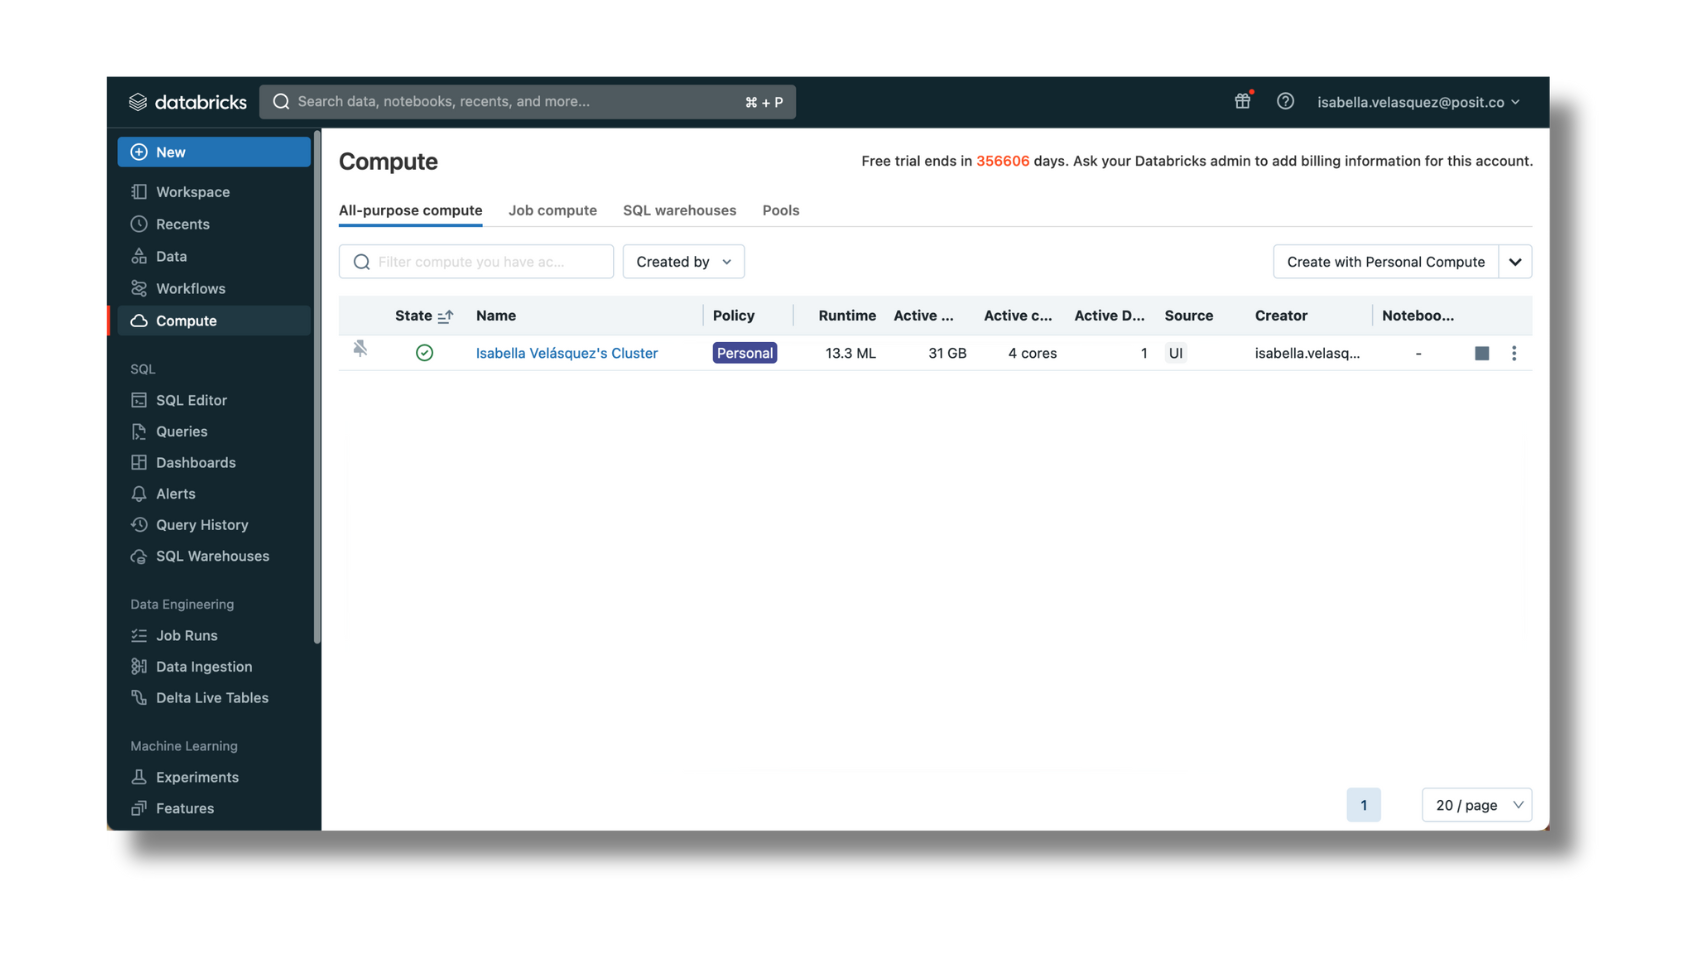 databricks
Search data, notebooks, recents, and more...
⌘ + P
isabella.velasquez@posit.co
New
Workspace
Recents
Data
Workflows
Compute
SQL
SQL Editor
Queries
Dashboards
Alerts
Query History
SQL Warehouses
Data Engineering
Job Runs
Data Ingestion
Delta Live Tables
Machine Learning
Experiments
Features
Compute
Free trial ends in 356606 days. Ask your Databricks admin to add billing information for this account.
All-purpose compute Job compute SQL warehouses Pools
Filter compute you have ac... Created by
Create with Personal Compute
State Name Policy Runtime Active ... Active c... Active D... Source Creator Noteboo...
Isabella Velásquez's Cluster Personal 13.3 ML 31 GB 4 cores 1 UI isabella.velasq... -
1 20 / page